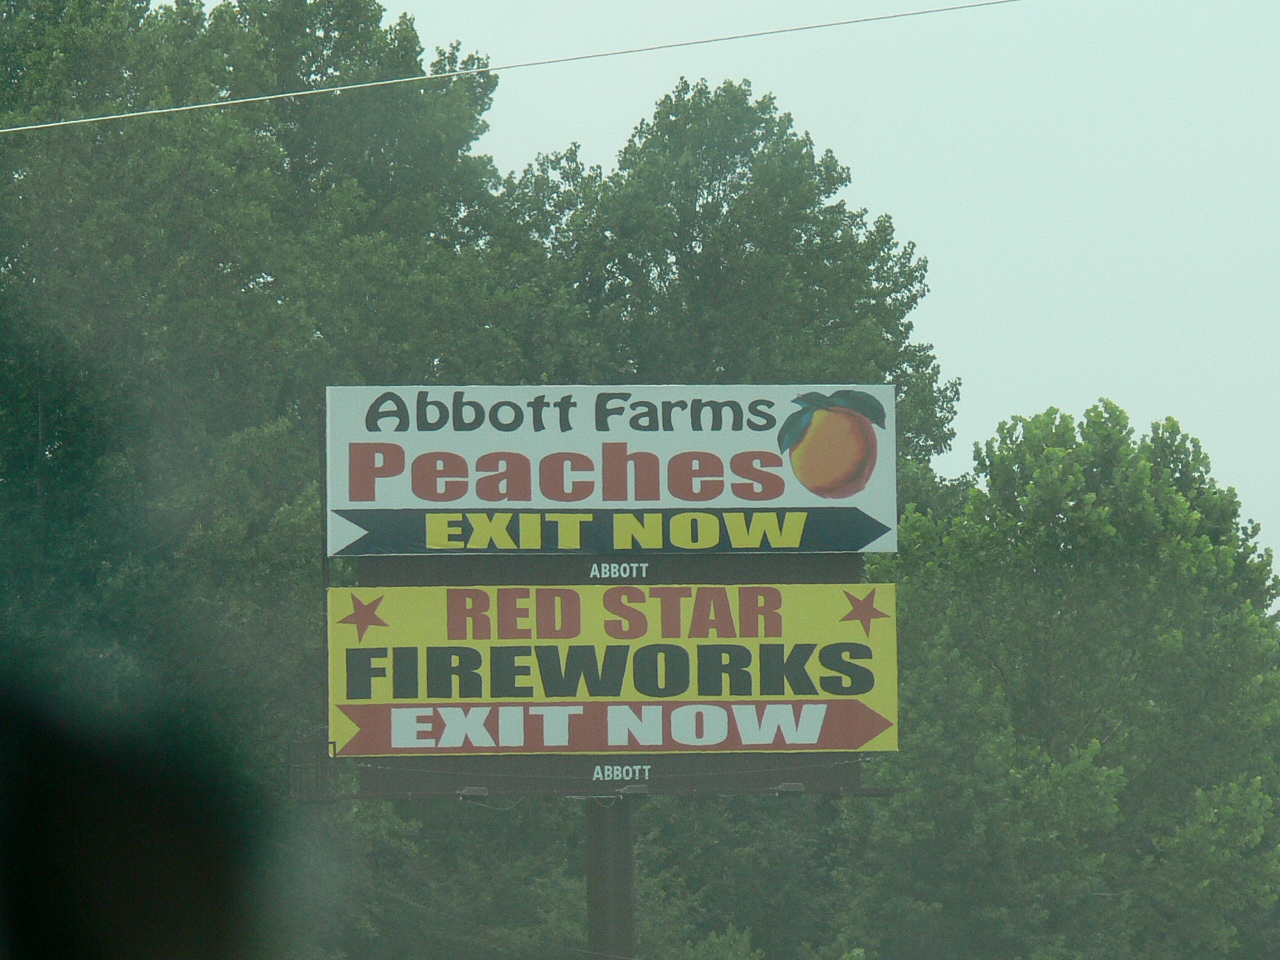 Abbott Farms
Peaches
EXIT NOW
ABBOTT
RED STAR
FIREWORKS
EXIT NOW
ABBOTT